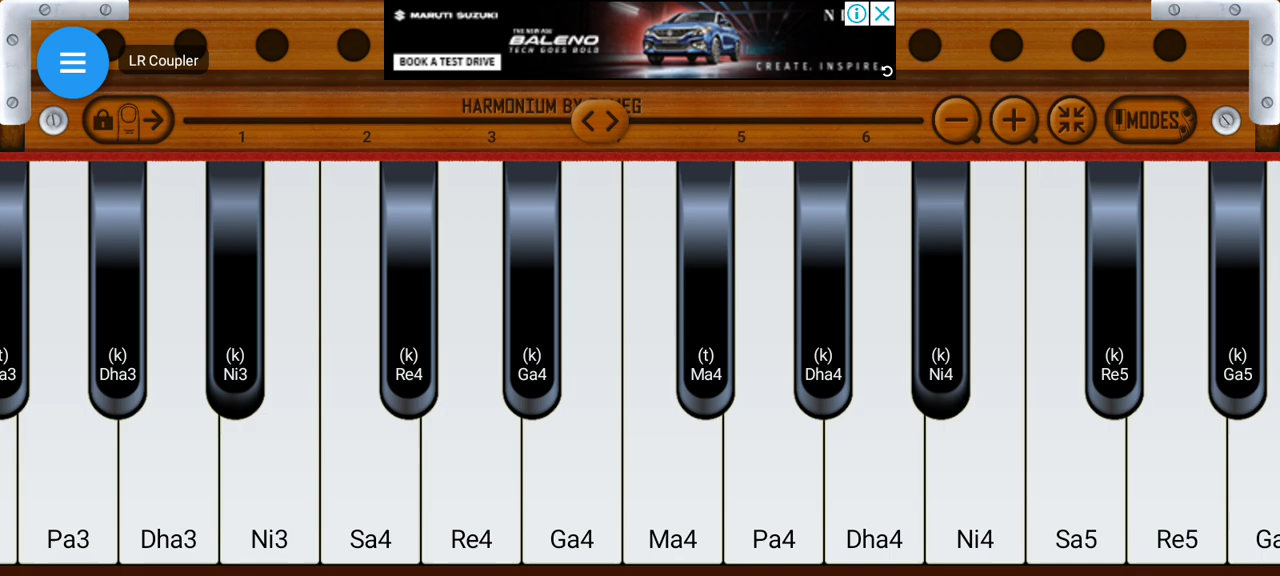 MARUTI SUZUKI
THE NEW AGE
BALENO
TECH GOES BOLD
BOOK A TEST DRIVE
CREATE. INSPIRE.
LR Coupler
HARMONIUM BY
MODES
1 2 3 5 6
(k) (k) (k) (k) (t) (k) (k) (k) (k)
Dha3 Ni3 Re4 Ga4 Ma4 Dha4 Ni4 Re5 Ga5
Pa3 Dha3 Ni3 Sa4 Re4 Ga4 Ma4 Pa4 Dha4 Ni4 Sa5 Re5